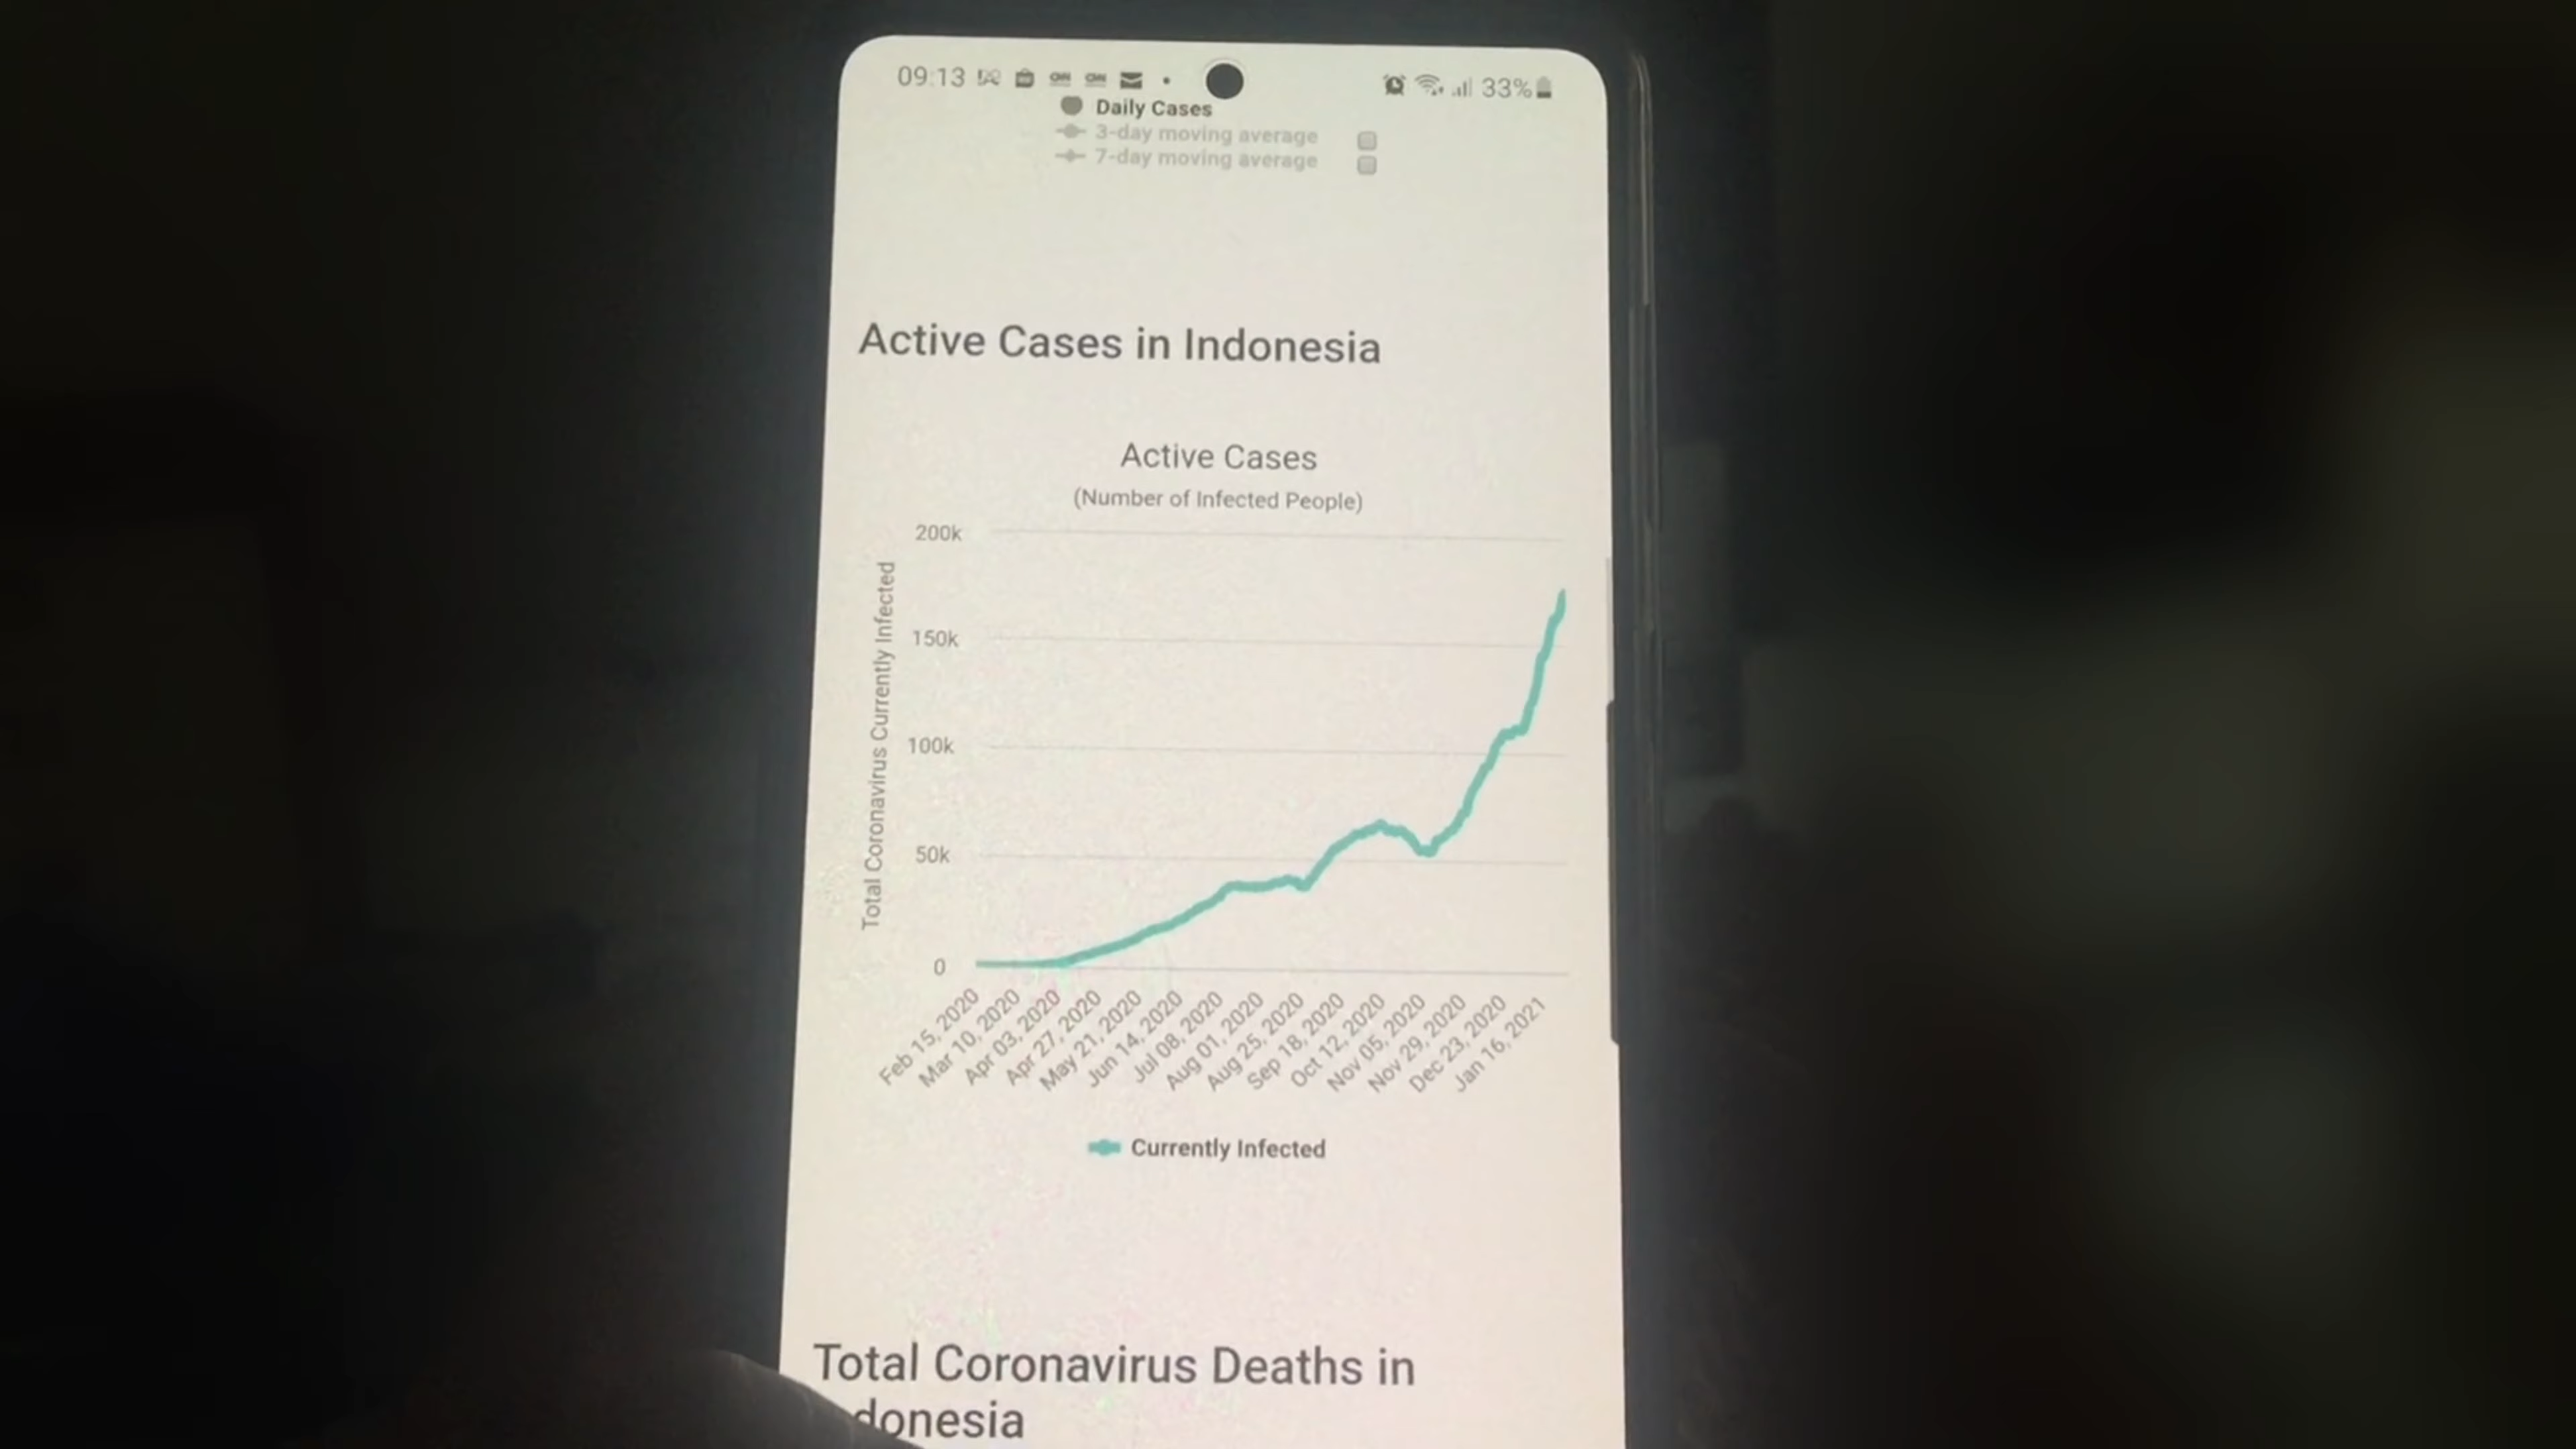 09:13
33%
Daily Cases
3-day moving average
7-day moving average
Active Cases in Indonesia
Active Cases
(Number of Infected People)
Total Coronavirus Currently Infected
200k
150k
100k
50k
0
Feb 15, 2020
Mar 10, 2020
Apr 03, 2020
Apr 27, 2020
May 21, 2020
Jun 14, 2020
Jul 08, 2020
Aug 01, 2020
Aug 25, 2020
Sep 18, 2020
Oct 12, 2020
Nov 05, 2020
Nov 29, 2020
Dec 23, 2020
Jan 16, 2021
Currently Infected
Total Coronavirus Deaths in
donesia